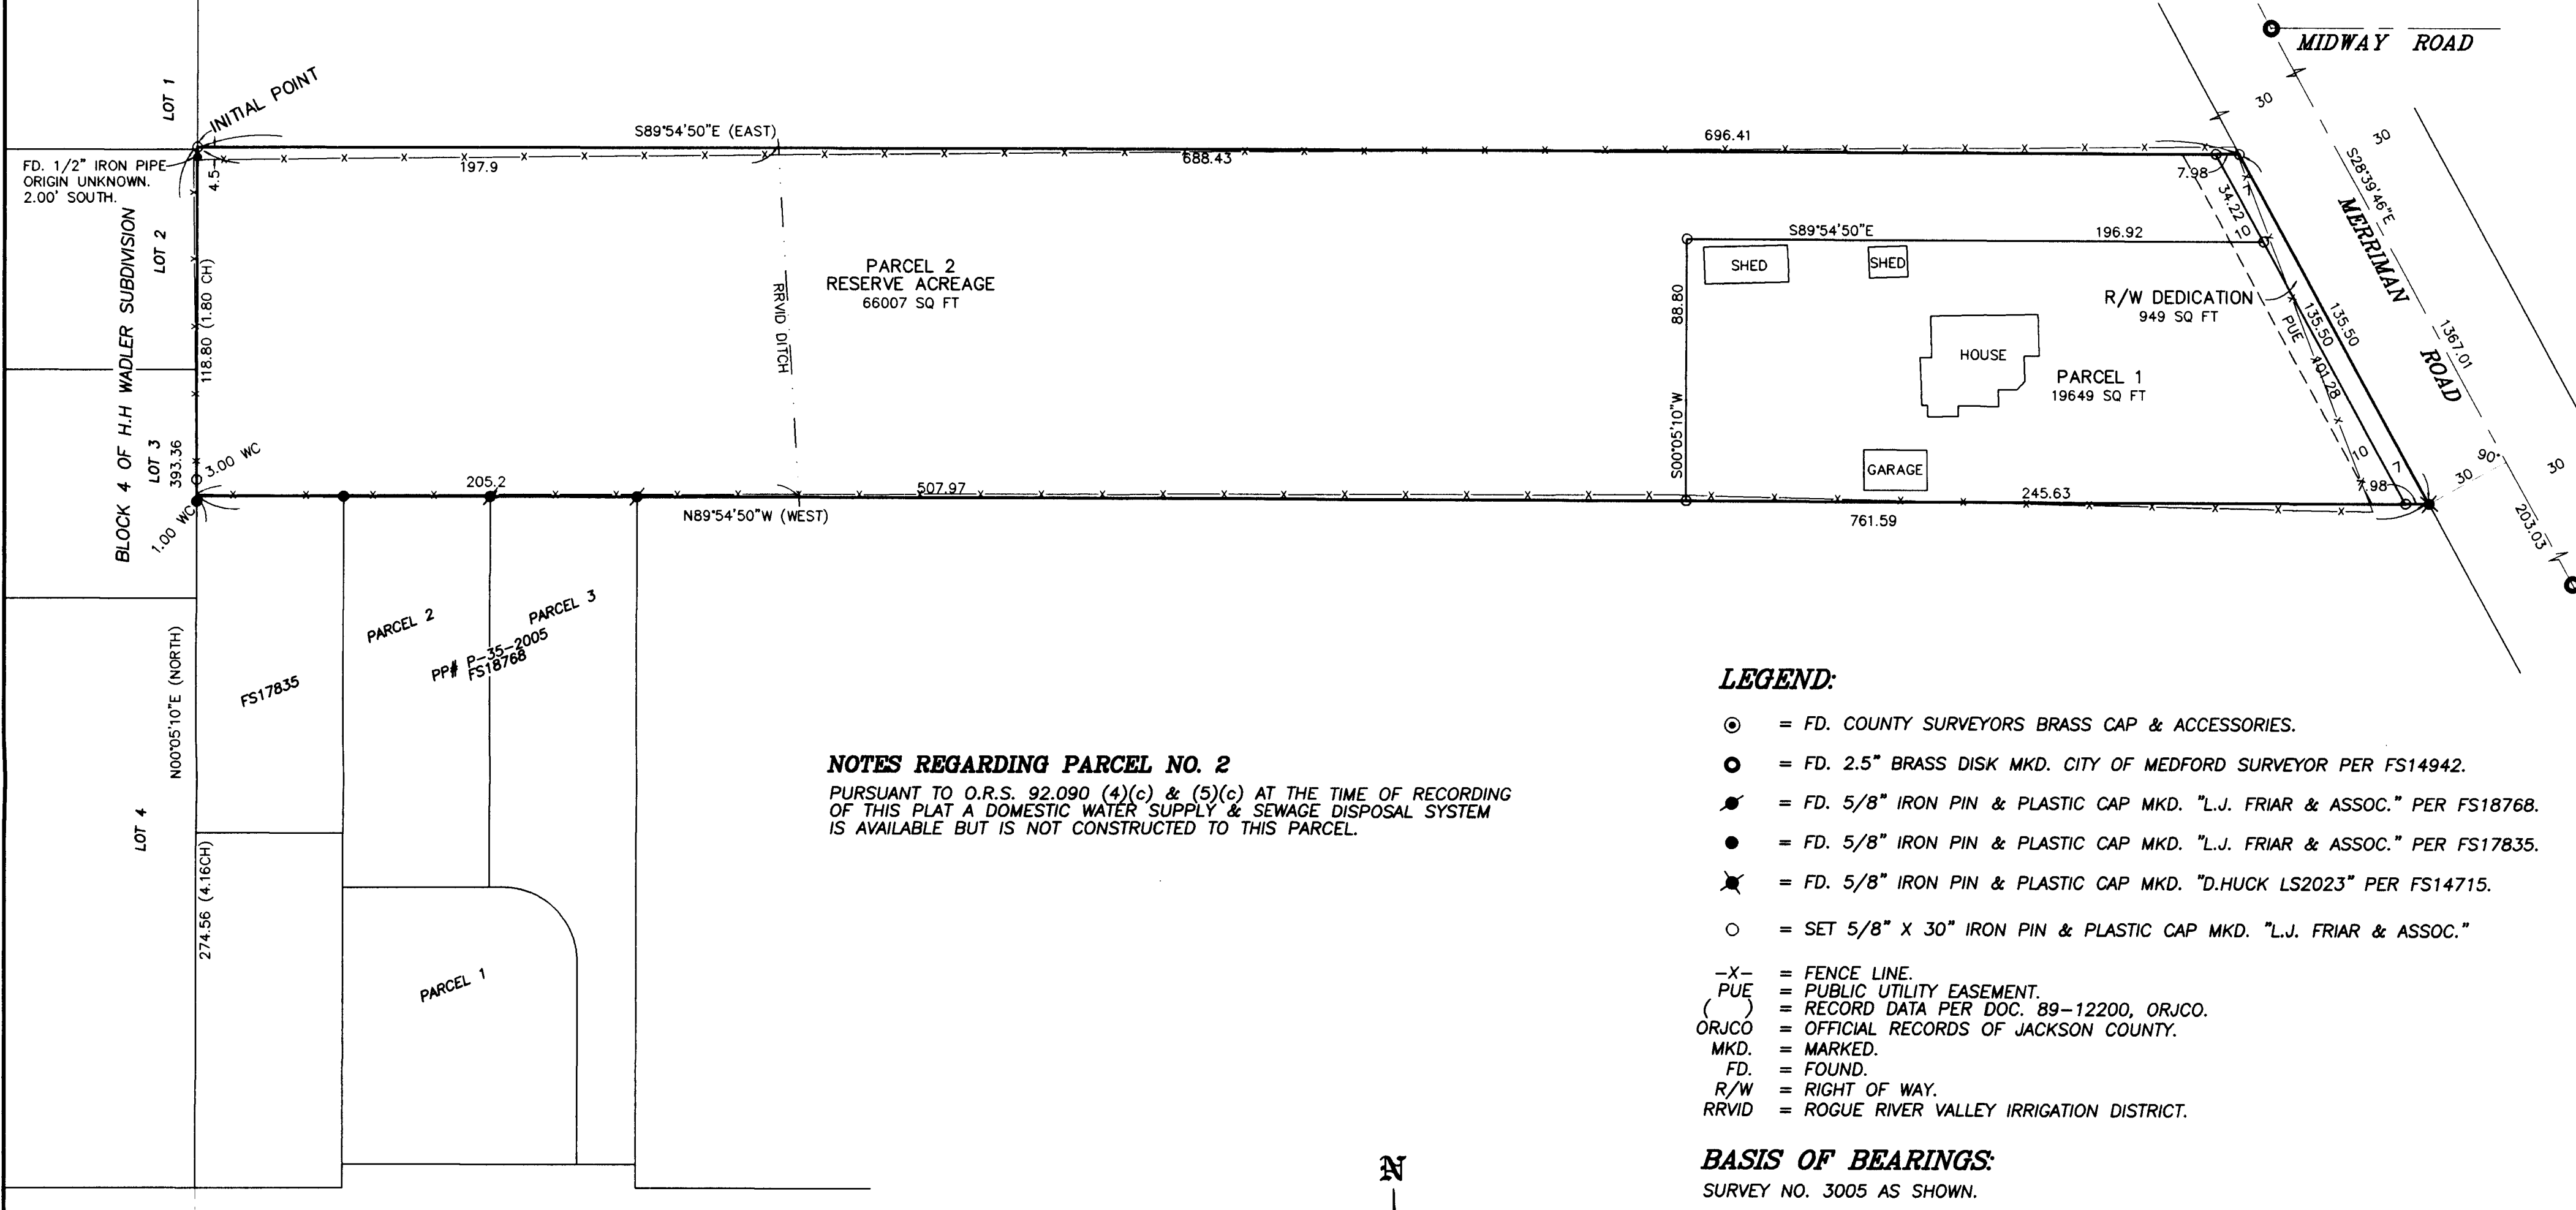 MIDWAY ROAD
LOT 1
INITIAL POINT
S89°54'50"E (EAST)
696.41
30
30
FD. 1/2" IRON PIPE
ORIGIN UNKNOWN.
2.00' SOUTH.
4.5
197.9
688.43
7.98
7
S28°39'46"E
34.22
10
MERRIMAN
ROAD
BLOCK 4 OF H.H WADLER SUBDIVISION
LOT 2
118.80 (1.80 CH)
PARCEL 2
RESERVE ACREAGE
66007 SQ FT
RRVID DITCH
S89°54'50"E
196.92
SHED
SHED
88.80
R/W DEDICATION
949 SQ FT
PUE
135.50
135.50
1367.01
HOUSE
PARCEL 1
19649 SQ FT
101.28
S00°05'10"W
GARAGE
LOT 3
393.36
3.00 WC
1.00 WC
205.2
507.97
N89°54'50"W (WEST)
245.63
761.59
10
7
7.98
90°
30
30
203.03
N00°05'10"E (NORTH)
FS17835
PARCEL 2
PARCEL 3
PP# P-35-2005
FS18768
LOT 4
274.56 (4.16CH)
PARCEL 1
NOTES REGARDING PARCEL NO. 2
PURSUANT TO O.R.S. 92.090 (4)(c) & (5)(c) AT THE TIME OF RECORDING
OF THIS PLAT A DOMESTIC WATER SUPPLY & SEWAGE DISPOSAL SYSTEM
IS AVAILABLE BUT IS NOT CONSTRUCTED TO THIS PARCEL.
LEGEND:
= FD. COUNTY SURVEYORS BRASS CAP & ACCESSORIES.
= FD. 2.5" BRASS DISK MKD. CITY OF MEDFORD SURVEYOR PER FS14942.
= FD. 5/8" IRON PIN & PLASTIC CAP MKD. "L.J. FRIAR & ASSOC." PER FS18768.
= FD. 5/8" IRON PIN & PLASTIC CAP MKD. "L.J. FRIAR & ASSOC." PER FS17835.
= FD. 5/8" IRON PIN & PLASTIC CAP MKD. "D.HUCK LS2023" PER FS14715.
= SET 5/8" X 30" IRON PIN & PLASTIC CAP MKD. "L.J. FRIAR & ASSOC."
-X- = FENCE LINE.
PUE = PUBLIC UTILITY EASEMENT.
( ) = RECORD DATA PER DOC. 89-12200, ORJCO.
ORJCO = OFFICIAL RECORDS OF JACKSON COUNTY.
MKD. = MARKED.
FD. = FOUND.
R/W = RIGHT OF WAY.
RRVID = ROGUE RIVER VALLEY IRRIGATION DISTRICT.
BASIS OF BEARINGS:
SURVEY NO. 3005 AS SHOWN.
N